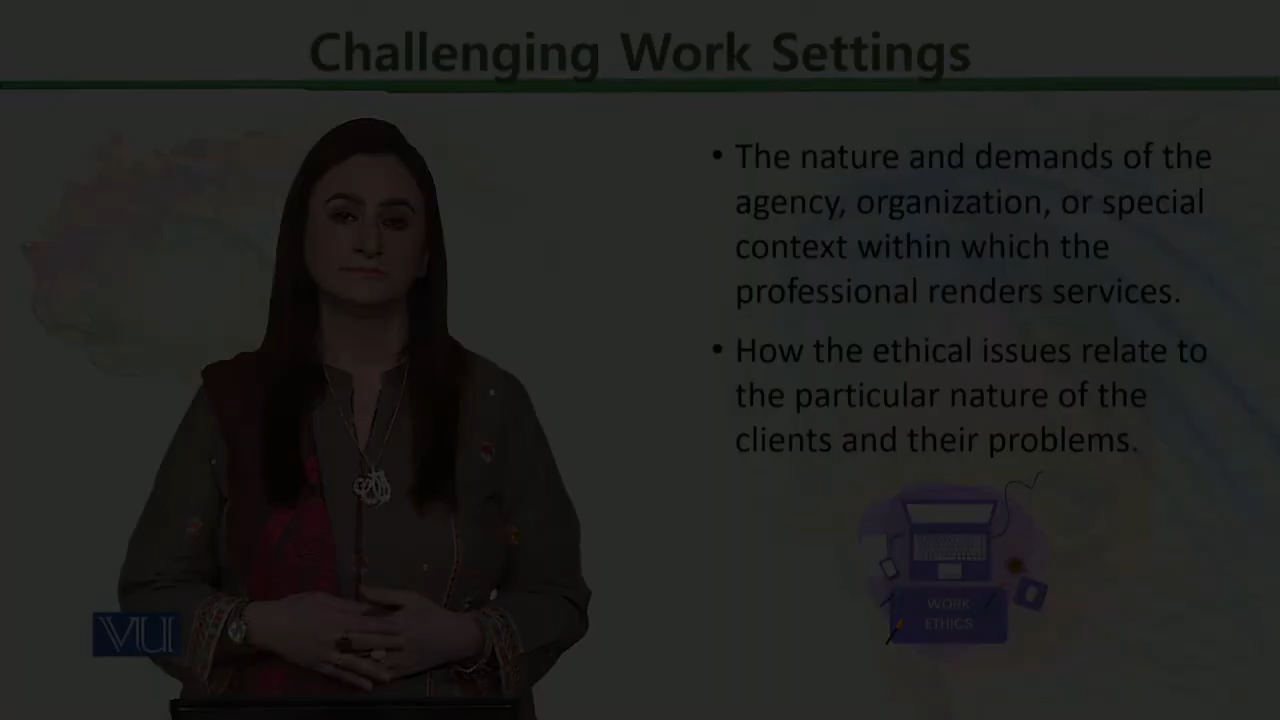 Challenging Work Settings
• The nature and demands of the
agency, organization, or special
context within which the
professional renders services.
• How the ethical issues relate to
the particular nature of the
clients and their problems.
WORK
ETHICS
VU